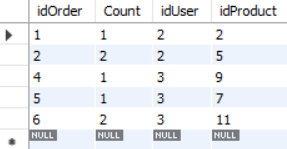 idOrder Count idUser idProduct
1 1 2 2
2 2 2 5
4 1 3 9
5 1 3 7
6 2 3 11
NULL NULL NULL NULL